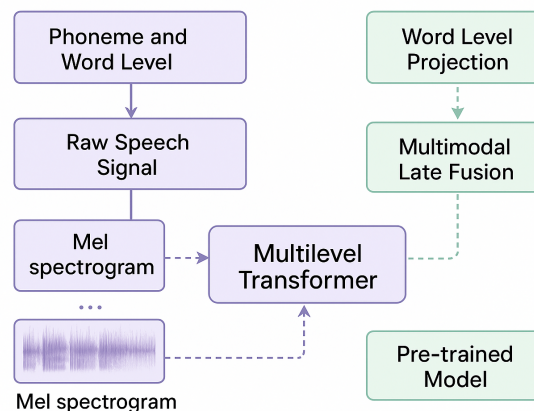 Phoneme and
Word Level
Raw Speech
Signal
Mel
spectrogram
...
Mel spectrogram
Multilevel
Transformer
Word Level
Projection
Multimodal
Late Fusion
Pre-trained
Model